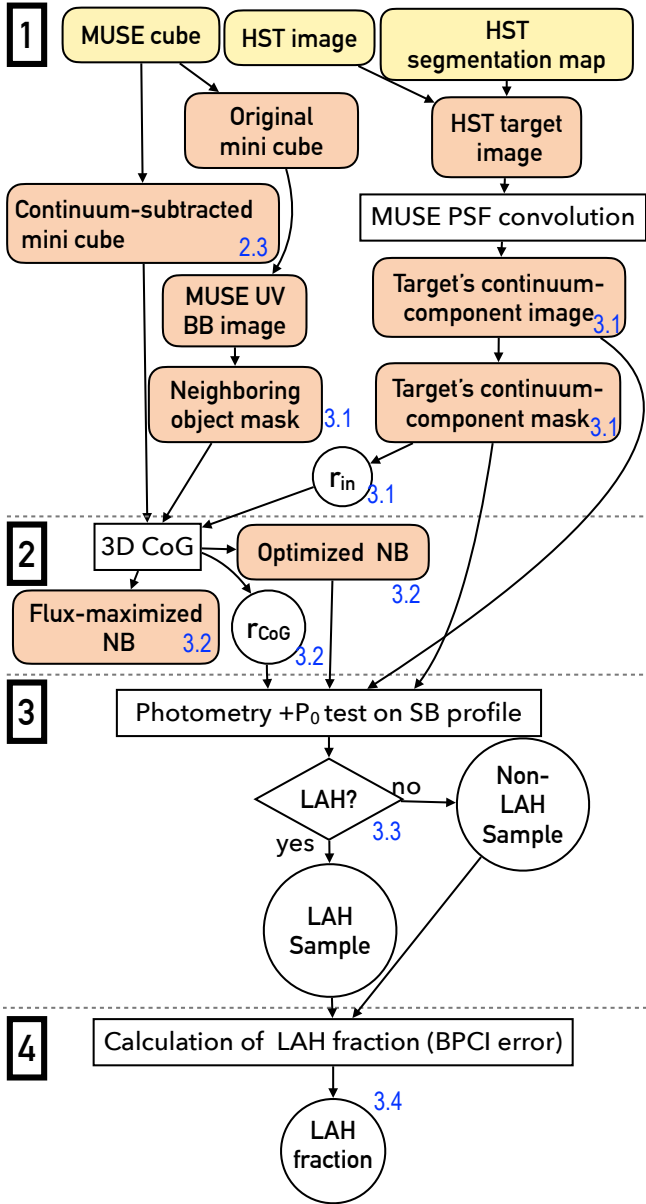 1
MUSE cube
HST image
HST
segmentation map
Original
mini cube
HST target
image
Continuum-subtracted
mini cube
2.3
MUSE PSF convolution
MUSE UV
BB image
Target's continuum-
component image
3.1
Neighboring
object mask
3.1
Target's continuum-
component mask
3.1
rin
3.1
2
3D CoG
Optimized NB
3.2
Flux-maximized
NB
3.2
rCoG
3.2
3
Photometry +P0 test on SB profile
LAH?
no
3.3
yes
Non-
LAH
Sample
LAH
Sample
4
Calculation of LAH fraction (BPCI error)
3.4
LAH
fraction